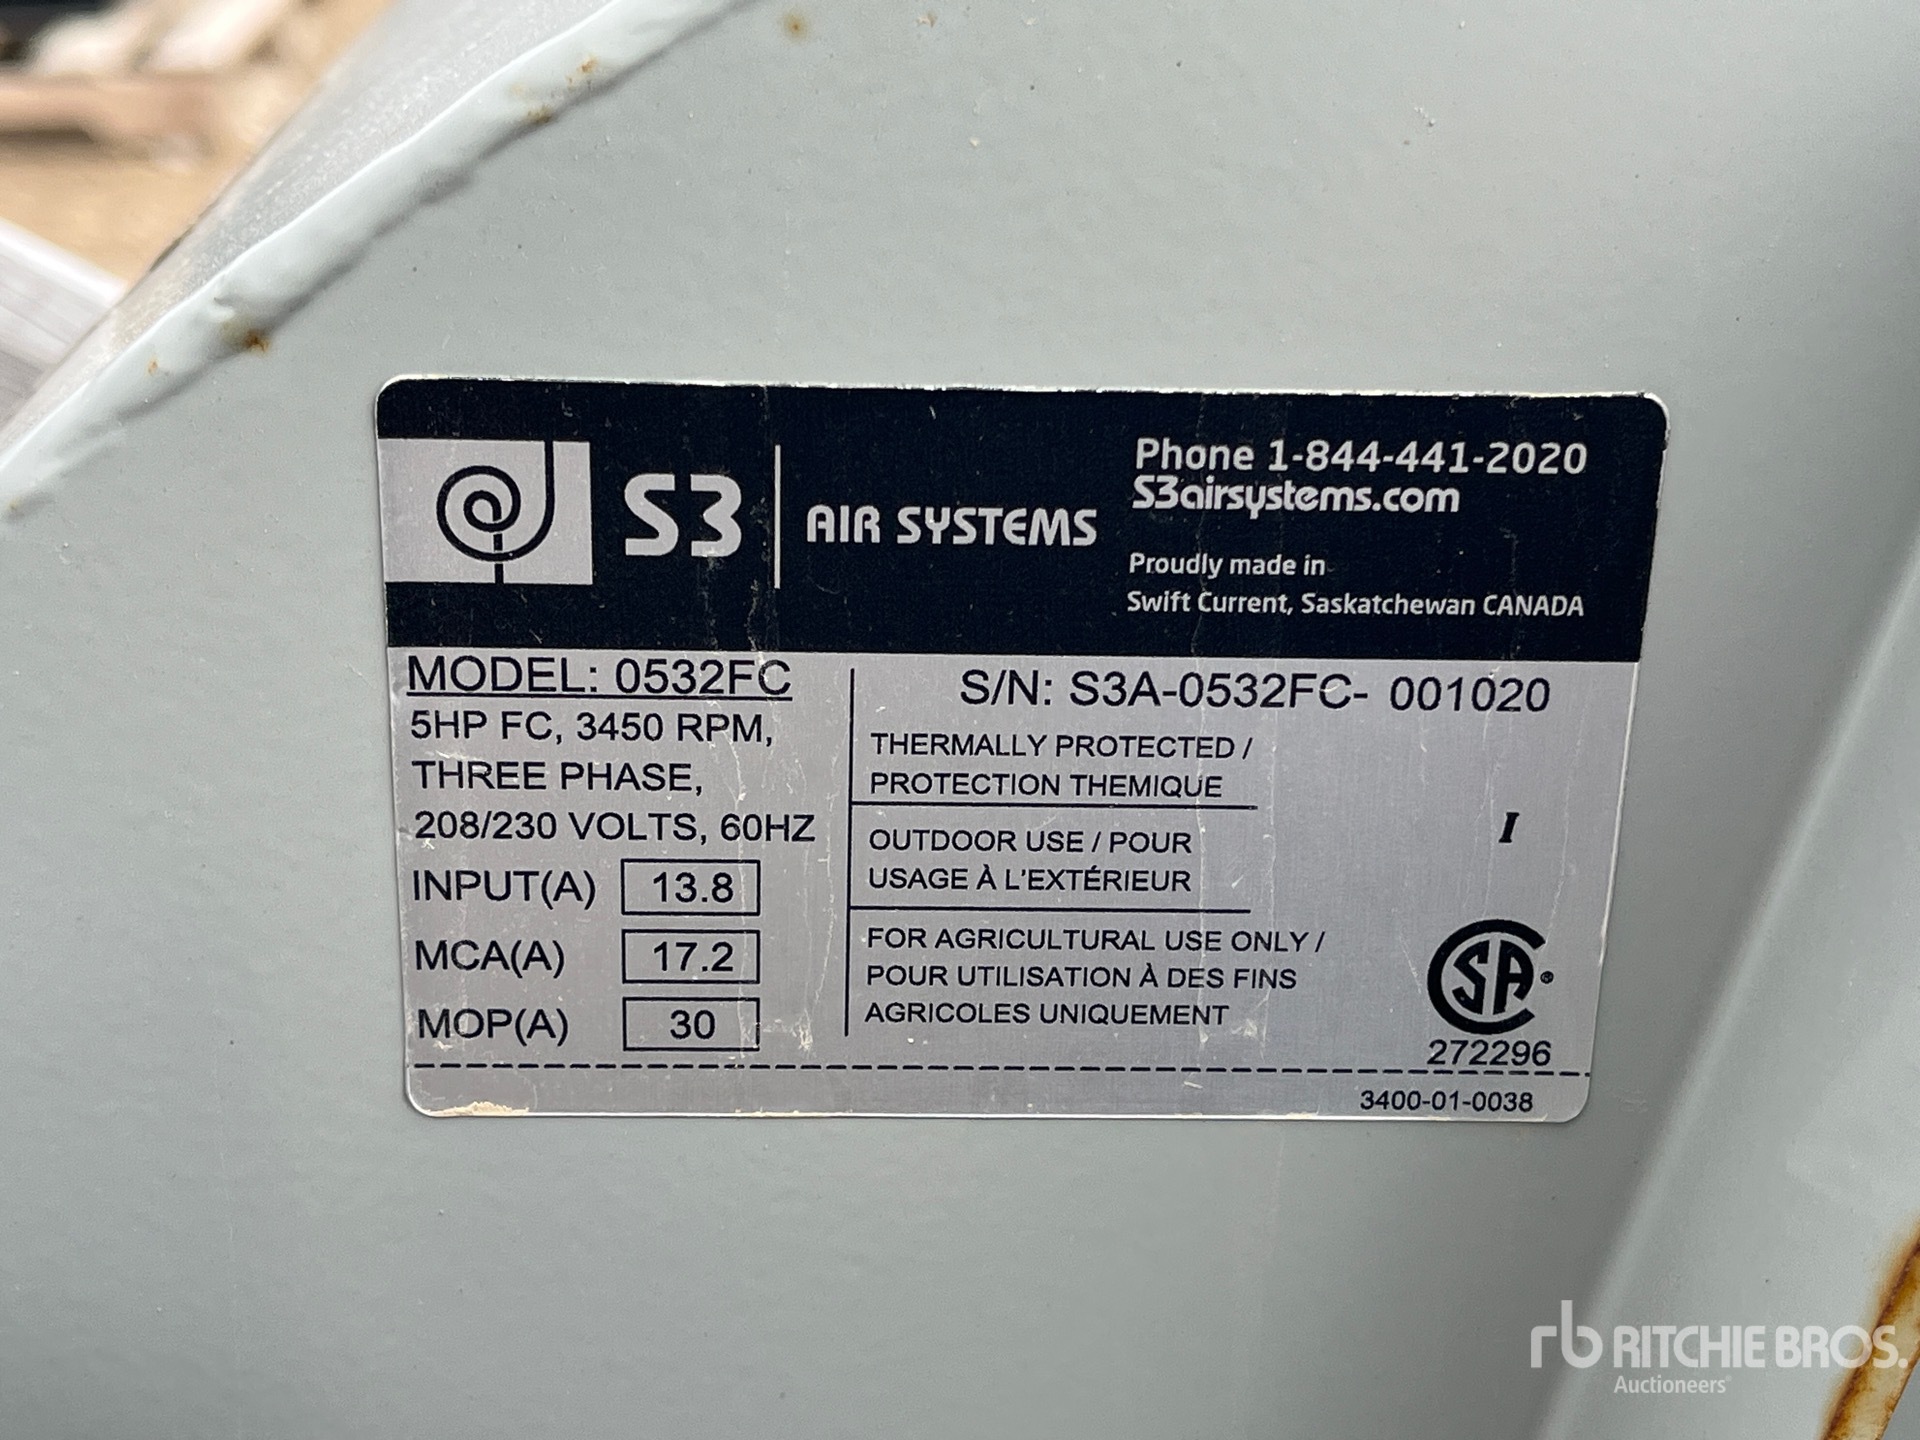 S3 AIR SYSTEMS
Phone 1-844-441-2020
S3airsystems.com
Proudly made in
Swift Current, Saskatchewan CANADA
MODEL: 0532FC
5HP FC, 3450 RPM,
THREE PHASE,
208/230 VOLTS, 60HZ
INPUT(A) 13.8
MCA(A) 17.2
MOP(A) 30
S/N: S3A-0532FC- 001020
THERMALLY PROTECTED /
PROTECTION THEMIQUE
OUTDOOR USE / POUR
USAGE À L'EXTÉRIEUR
FOR AGRICULTURAL USE ONLY /
POUR UTILISATION À DES FINS
AGRICOLES UNIQUEMENT
I
SA®
272296
3400-01-0038
rb RITCHIE BROS.
Auctioneers